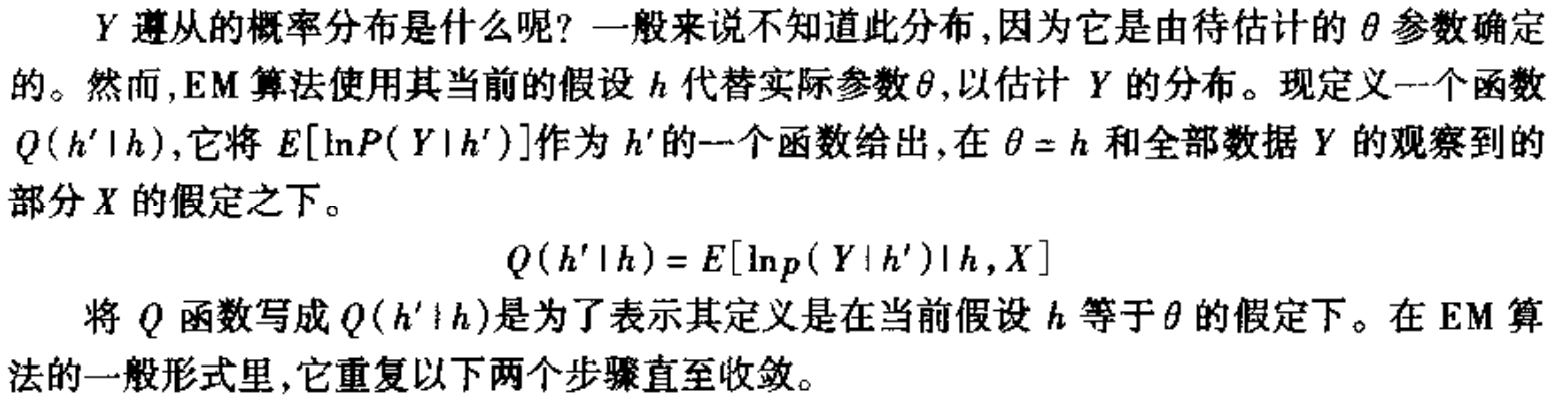 Y 遵从的概率分布是什么呢？一般来说不知道此分布,因为它是由待估计的 θ 参数确定
的。然而,EM 算法使用其当前的假设 h 代替实际参数θ,以估计 Y 的分布。现定义一个函数
Q(h′|h),它将 E[lnP(Y|h′)]作为 h′的一个函数给出,在 θ = h 和全部数据 Y 的观察到的
部分 X 的假定之下。
Q(h′|h) = E[lnp(Y|h′)|h,X]
将 Q 函数写成 Q(h′|h)是为了表示其定义是在当前假设 h 等于θ 的假定下。在 EM 算
法的一般形式里,它重复以下两个步骤直至收敛。